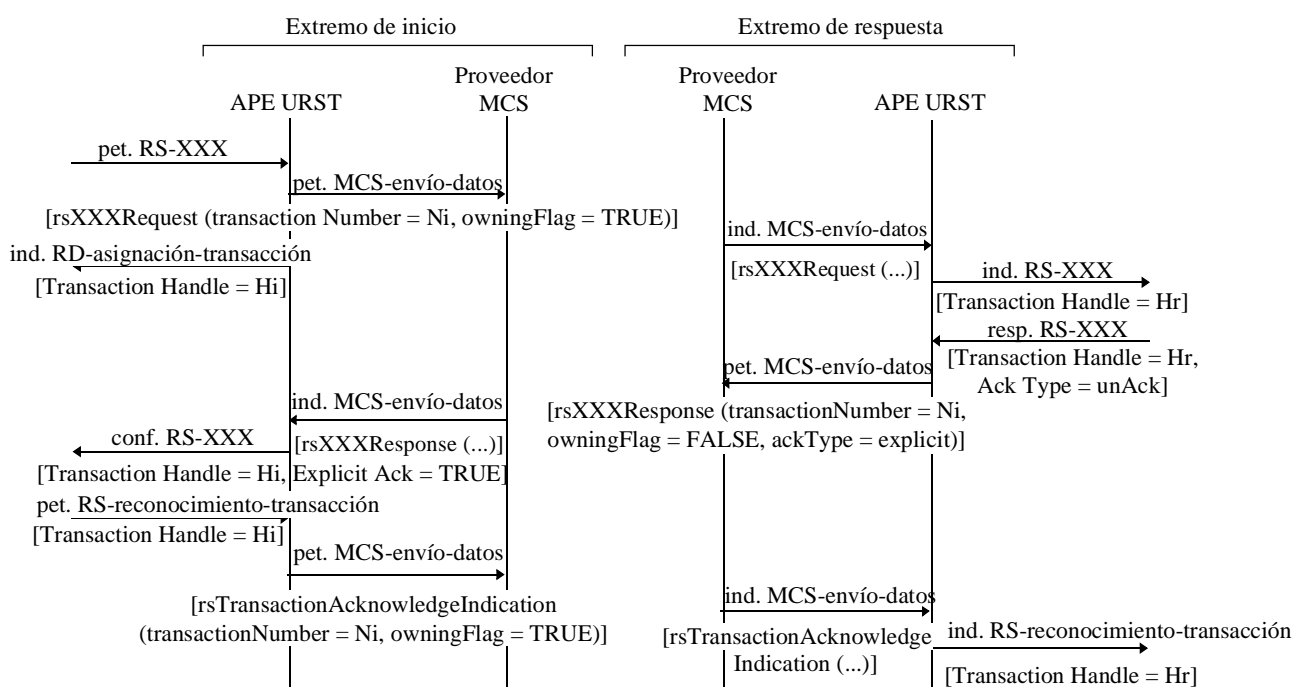 Extremo de inicio
Extremo de respuesta
Proveedor
MCS
APE URST
Proveedor
MCS
APE URST
pet. RS-XXX
pet. MCS-envío-datos
[rsXXXRequest (transaction Number = Ni, owningFlag = TRUE)]
ind. MCS-envío-datos
ind. RD-asignación-transacción
[rsXXXRequest (...)]
ind. RS-XXX
[Transaction Handle = Hi]
[Transaction Handle = Hr]
resp. RS-XXX
[Transaction Handle = Hr,
Ack Type = unAck]
pet. MCS-envío-datos
ind. MCS-envío-datos
[rsXXXResponse (transactionNumber = Ni,
owningFlag = FALSE, ackType = explicit)]
conf. RS-XXX
[rsXXXResponse (...)]
[Transaction Handle = Hi, Explicit Ack = TRUE]
pet. RS-reconocimiento-transacción
[Transaction Handle = Hi]
pet. MCS-envío-datos
[rsTransactionAcknowledgeIndication
(transactionNumber = Ni, owningFlag = TRUE)]
ind. MCS-envío-datos
[rsTransactionAcknowledge
Indication (...)]
ind. RS-reconocimiento-transacción
[Transaction Handle = Hr]